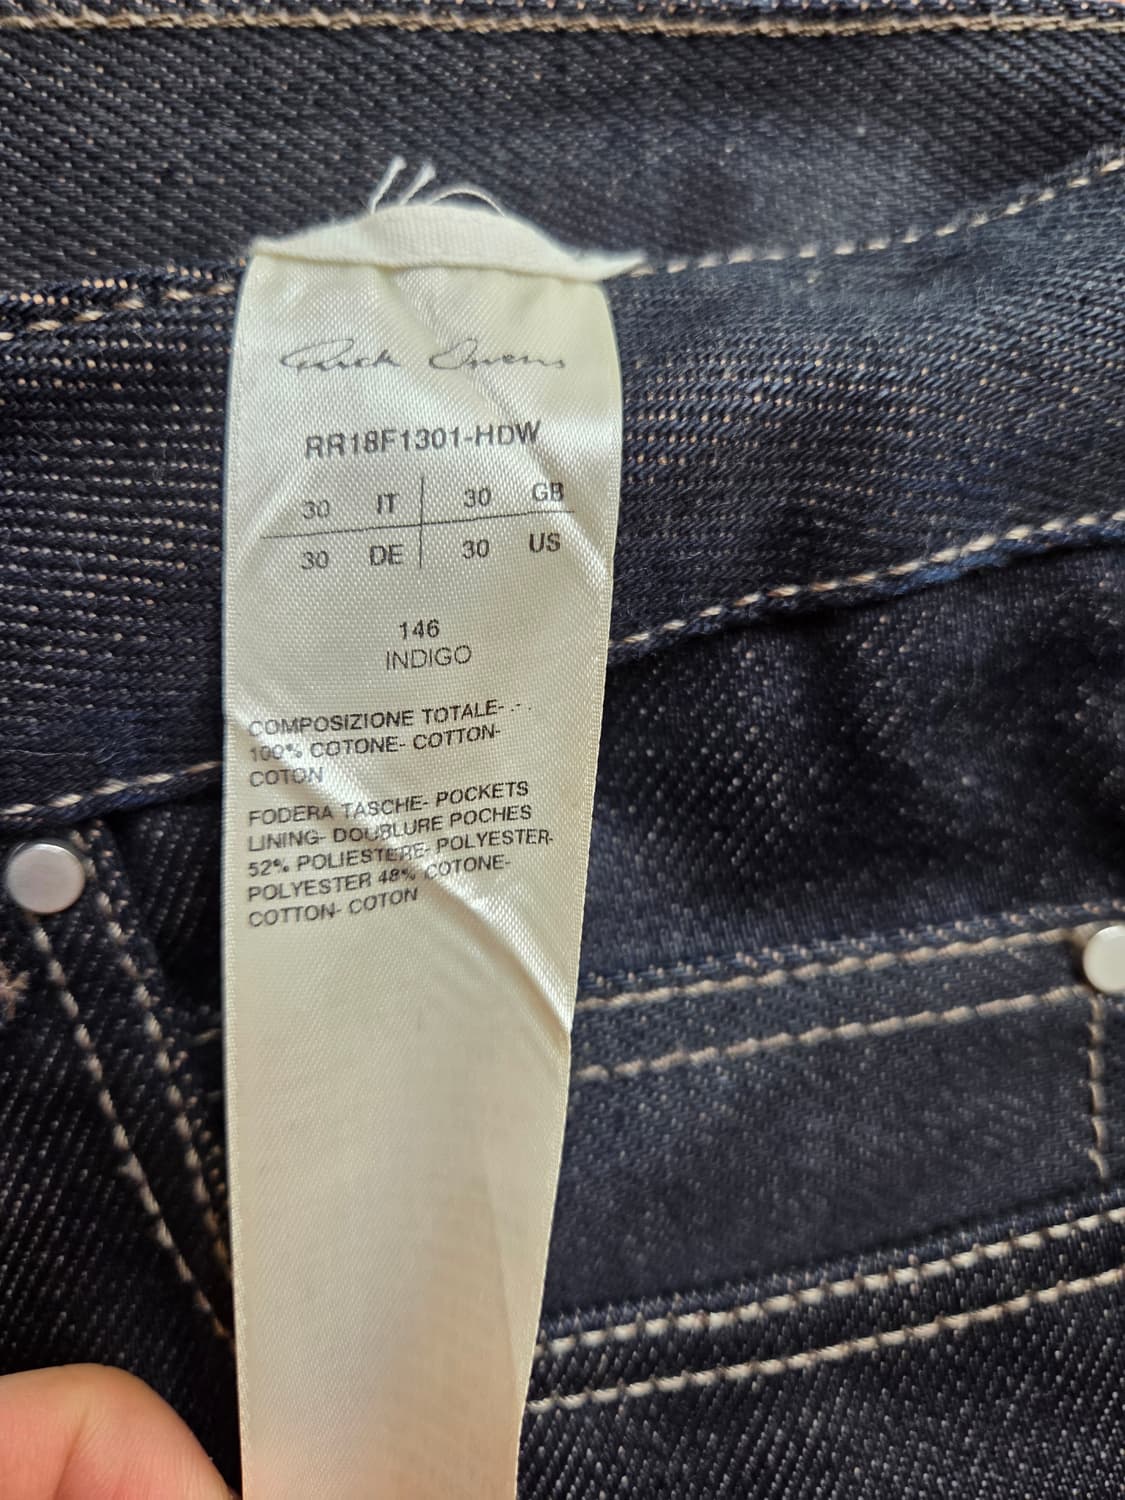 Rick Owens
RR18F1301-HDW
30 IT 30 GB
30 DE 30 US
146
INDIGO
COMPOSIZIONE TOTALE- - -
100% COTONE- COTTON-
COTON
FODERA TASCHE- POCKETS
LINING- DOUBLURE POCHES
52% POLIESTERE- POLYESTER-
POLYESTER 48% COTONE-
COTTON- COTON